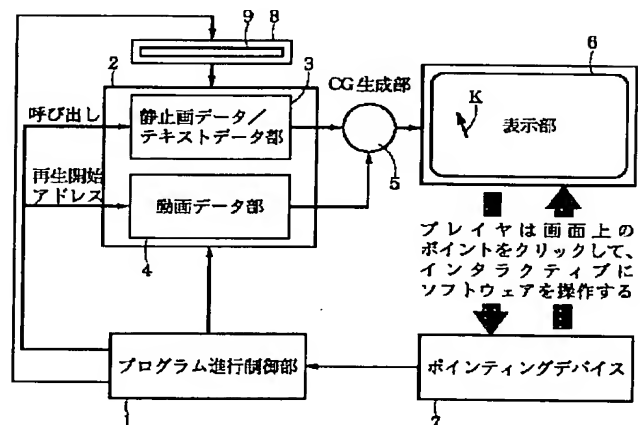 9 8
2
3
CG生成部
6
呼び出し
静止画データ/
テキストデータ部
K
表示部
5
再生開始
アドレス
動画データ部
4
プレイヤは画面上の
ポイントをクリックして、
インタラクティブに
ソフトウェアを操作する
プログラム進行制御部
ポインティングデバイス
1
7